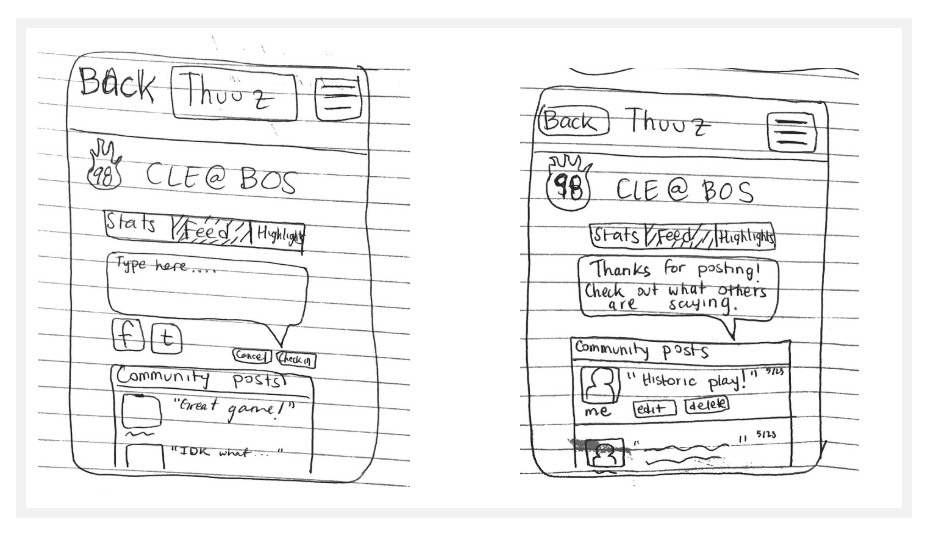 Back Thuuz
98 CLE @ BOS
Stats Feed Highlights
Type here....
f t
Cancel Check in
Community posts
"Great game!"
"IDK what... "
Back Thuuz
98 CLE @ BOS
Stats Feed Highlights
Thanks for posting!
Check out what others
are saying.
Community posts
"Historic play!" 5/23
me edit delete
" " 5/23